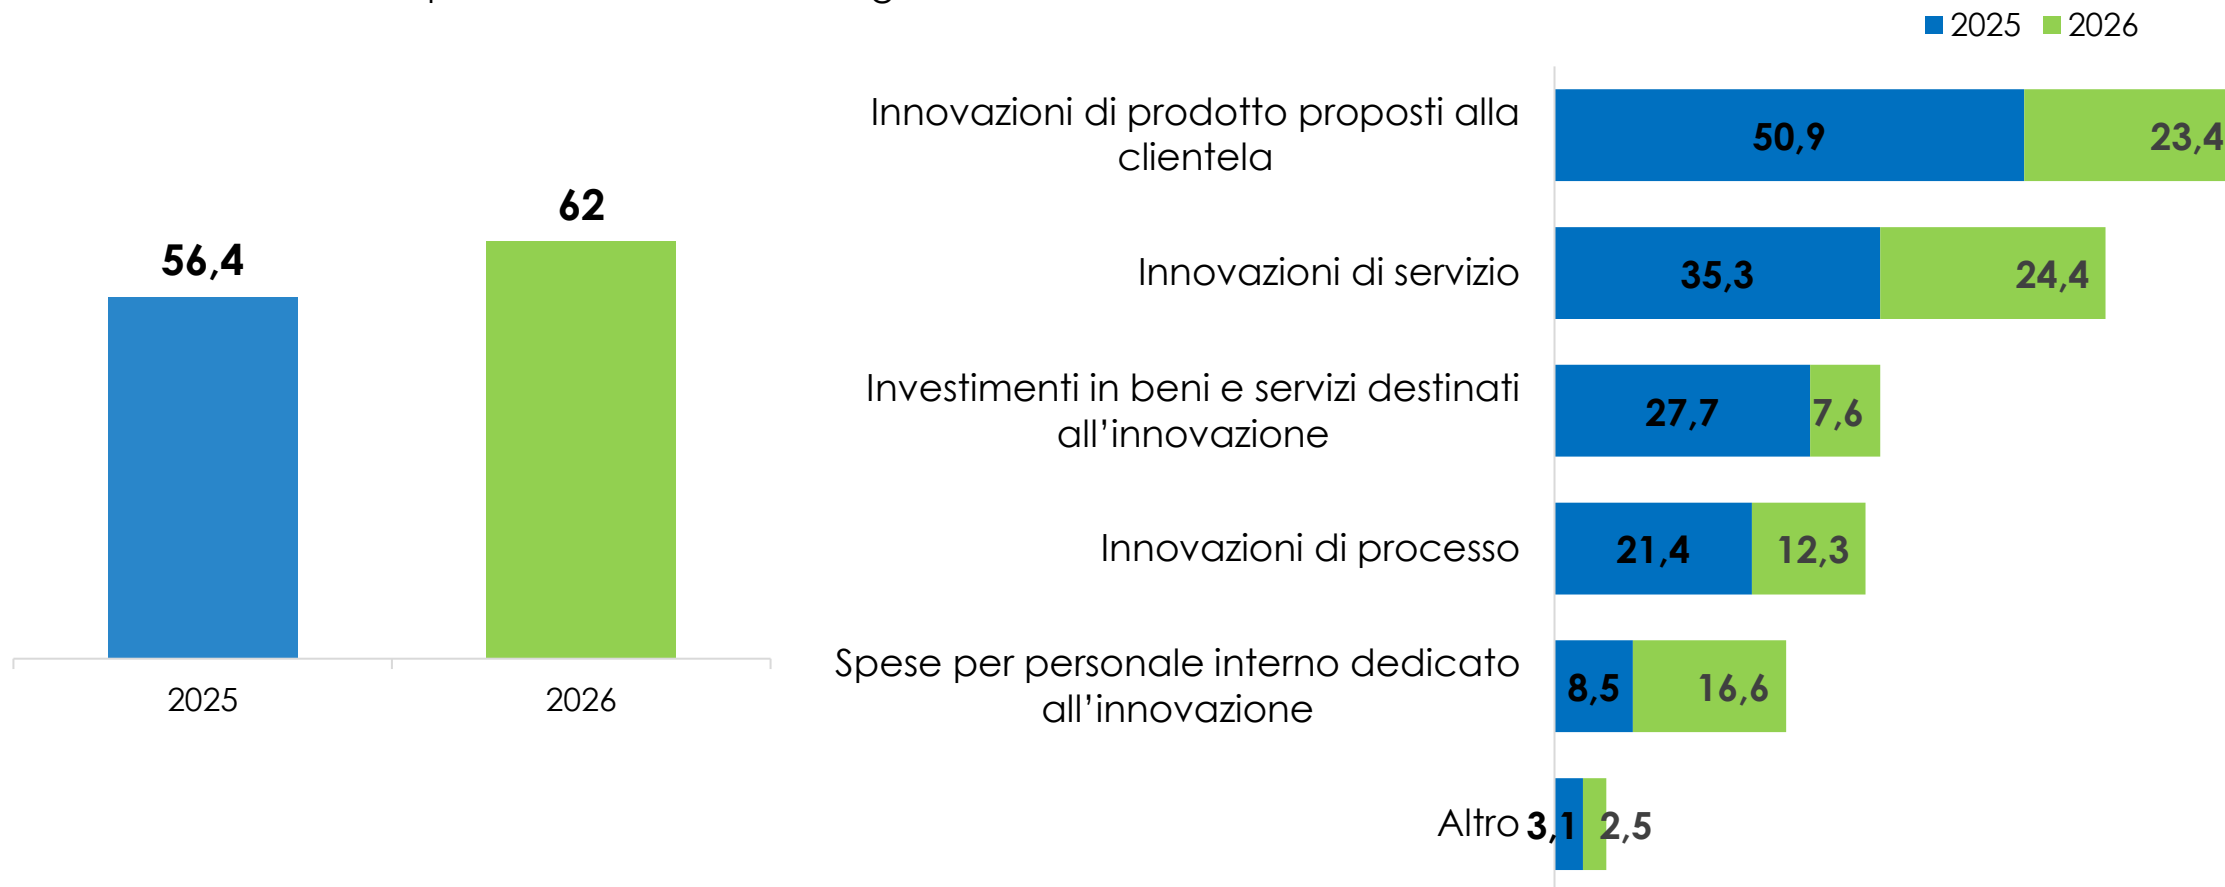 56,4
62
2025
2026
2025 2026
Innovazioni di prodotto proposti alla
clientela
50,9 23,4
Innovazioni di servizio
35,3 24,4
Investimenti in beni e servizi destinati
all’innovazione
27,7 7,6
Innovazioni di processo
21,4 12,3
Spese per personale interno dedicato
all’innovazione
8,5 16,6
Altro
3,1 2,5